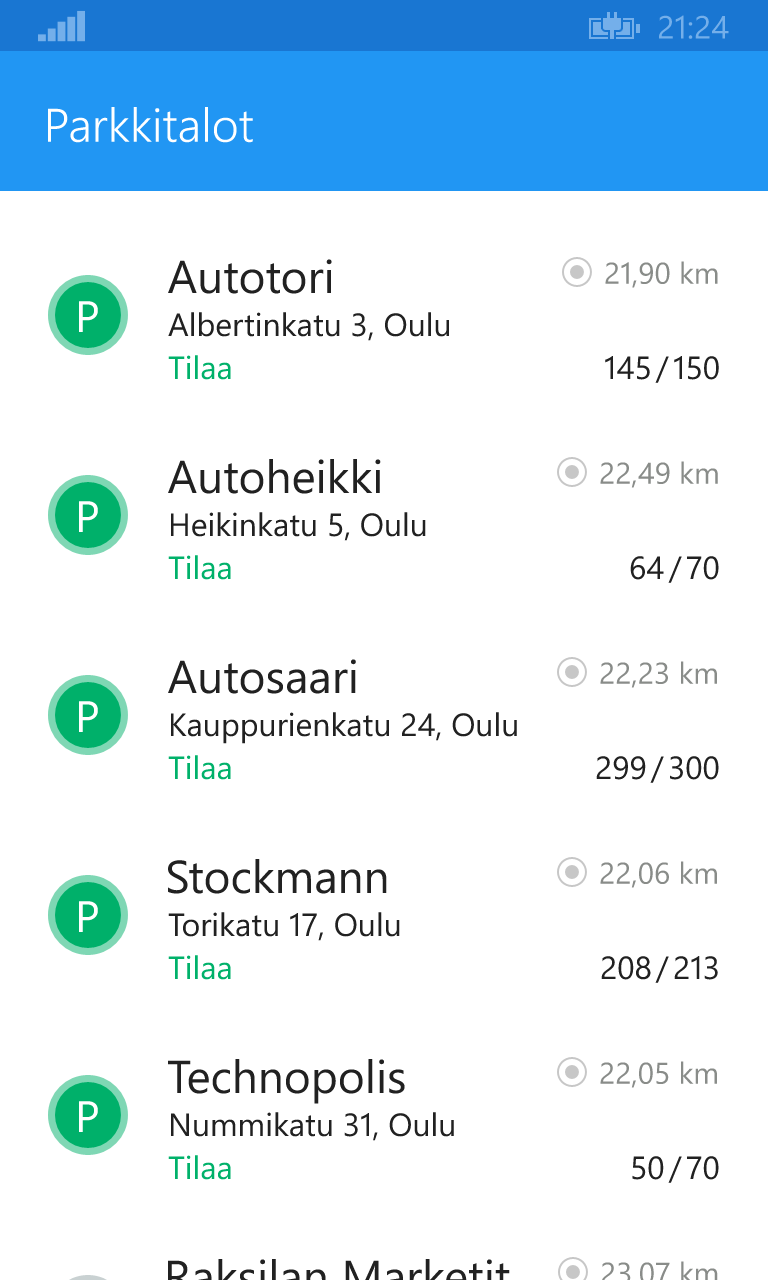 21:24
Parkkitalot
Autotori
21,90 km
P
Albertinkatu 3, Oulu
Tilaa
145/150
Autoheikki
22,49 km
P
Heikinkatu 5, Oulu
Tilaa
64/70
Autosaari
22,23 km
P
Kauppurienkatu 24, Oulu
Tilaa
299/300
Stockmann
22,06 km
P
Torikatu 17, Oulu
Tilaa
208/213
Technopolis
22,05 km
P
Nummikatu 31, Oulu
Tilaa
50/70
Raksilan Marketit
23,07 km